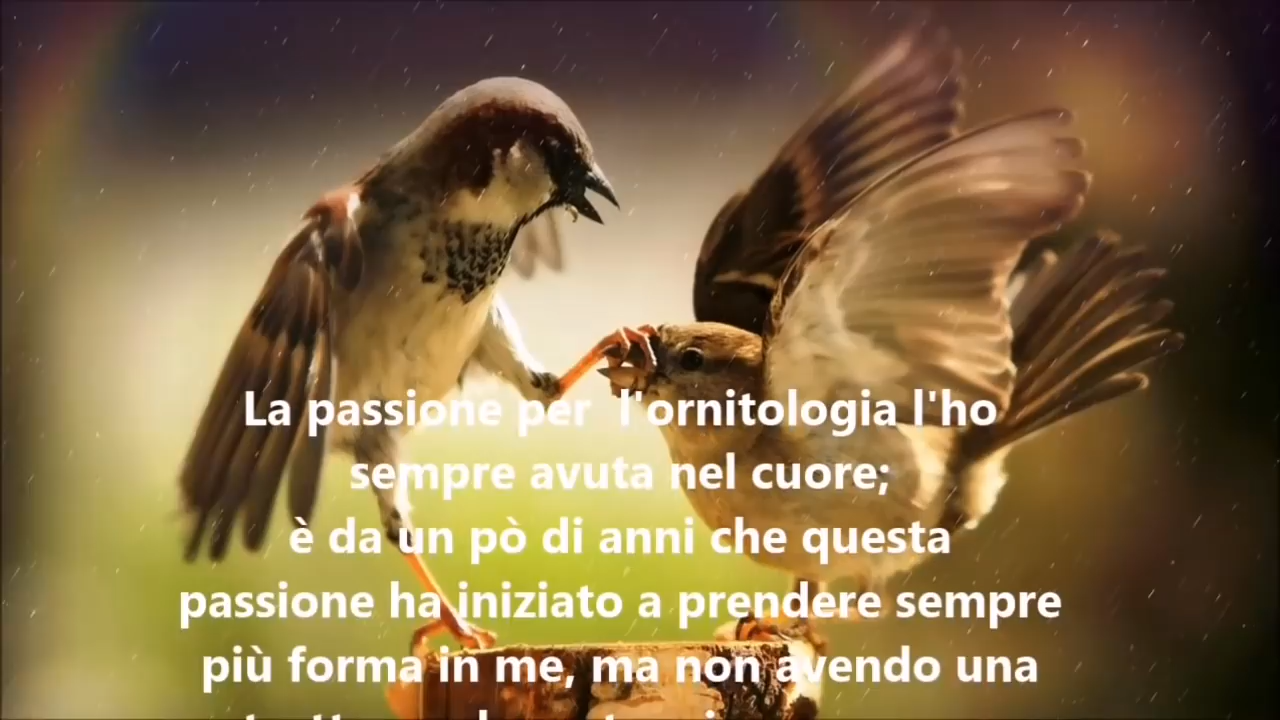 La passione per l'ornitologia l'ho
sempre avuta nel cuore;
è da un pò di anni che questa
passione ha iniziato a prendere sempre
più forma in me, ma non avendo una